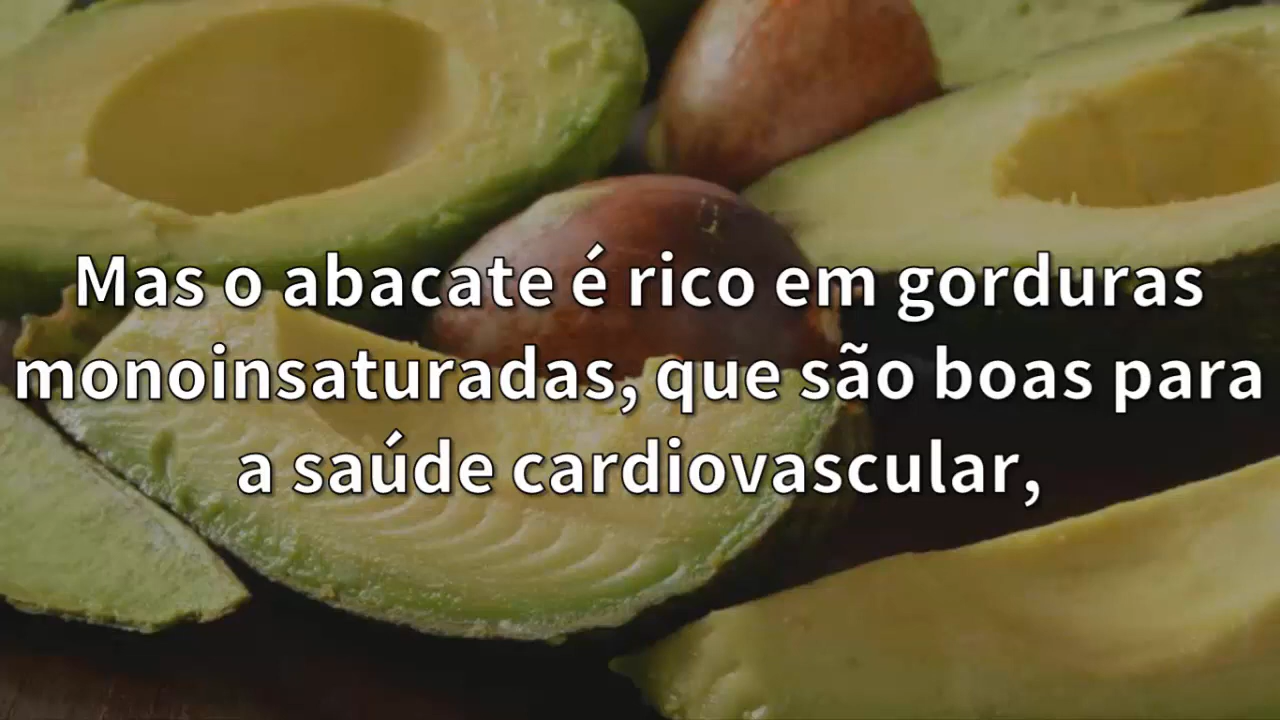 Mas o abacate é rico em gorduras
monoinsaturadas, que são boas para
a saúde cardiovascular,